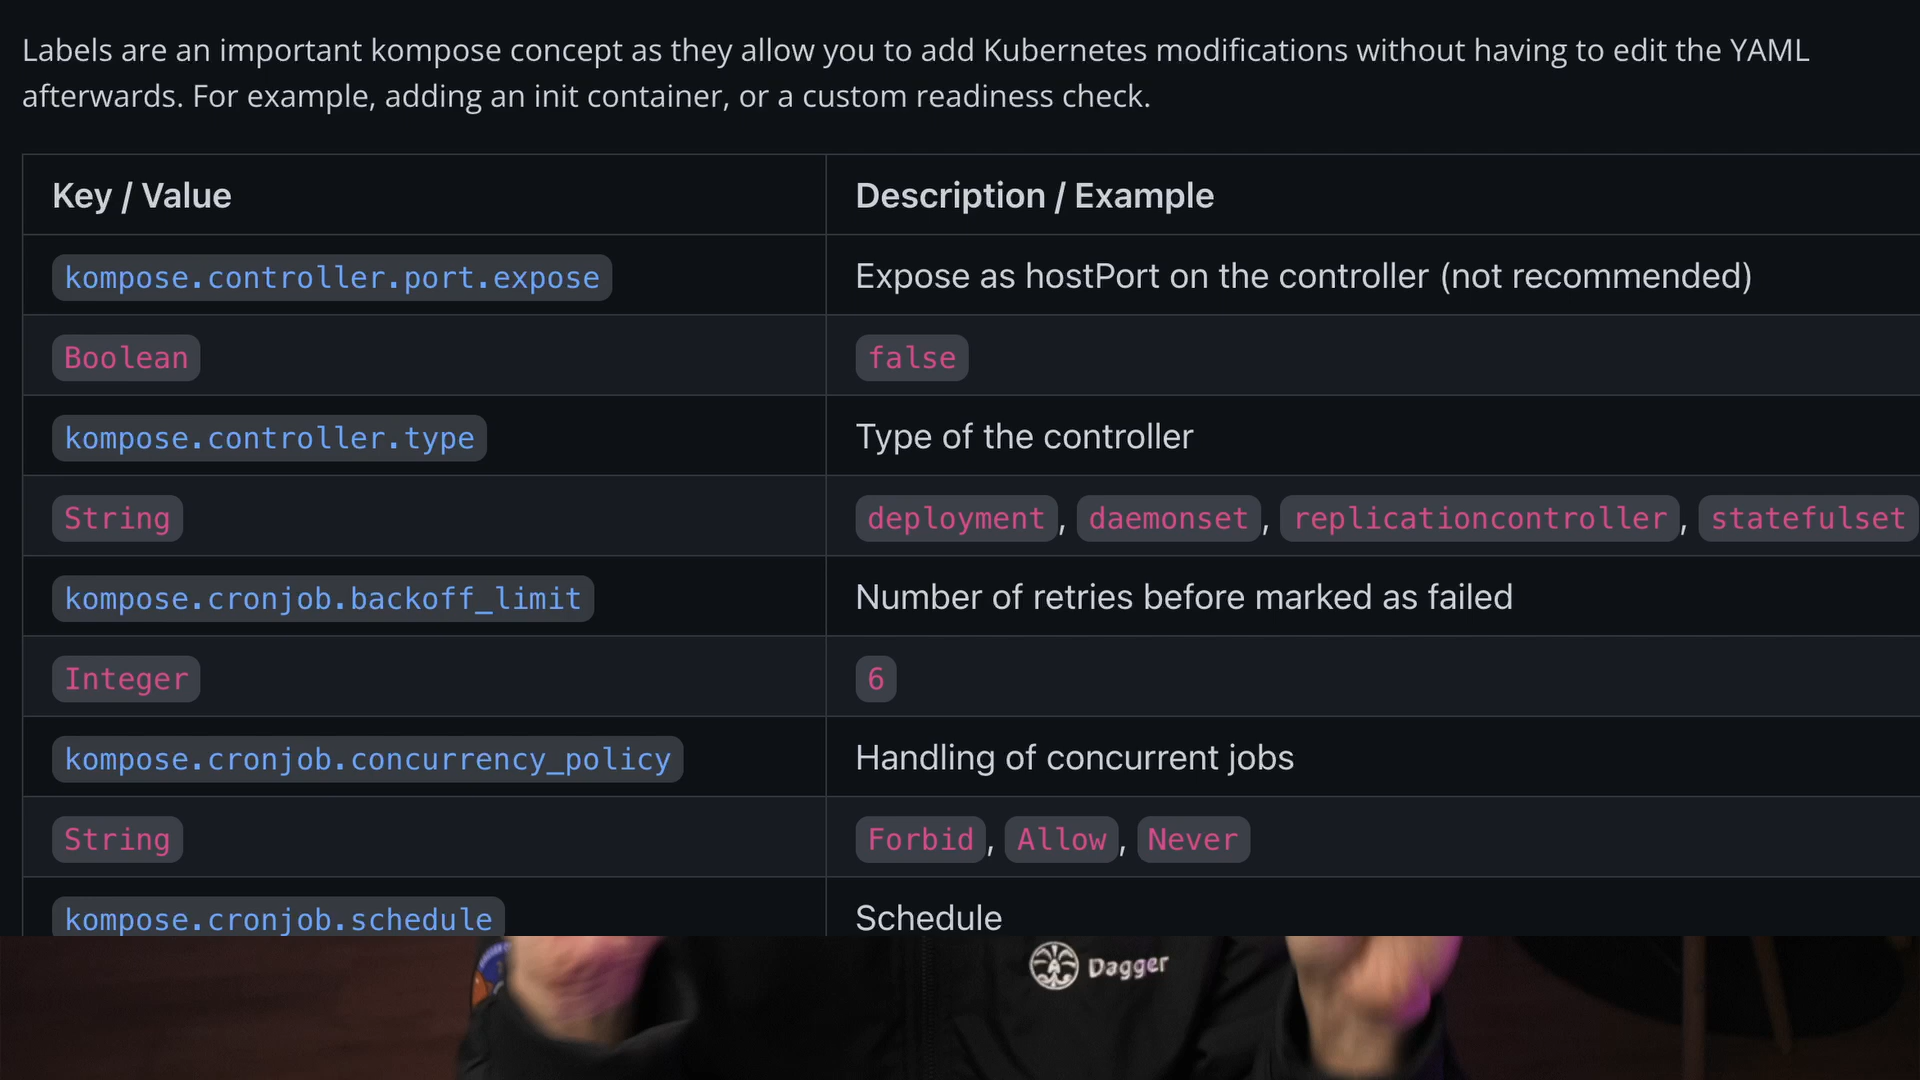 Labels are an important kompose concept as they allow you to add Kubernetes modifications without having to edit the YAML
afterwards. For example, adding an init container, or a custom readiness check.
Key / Value Description / Example
kompose.controller.port.expose Expose as hostPort on the controller (not recommended)
Boolean false
kompose.controller.type Type of the controller
String deployment, daemonset, replicationcontroller, statefulset
kompose.cronjob.backoff_limit Number of retries before marked as failed
Integer 6
kompose.cronjob.concurrency_policy Handling of concurrent jobs
String Forbid, Allow, Never
kompose.cronjob.schedule Schedule
Dagger